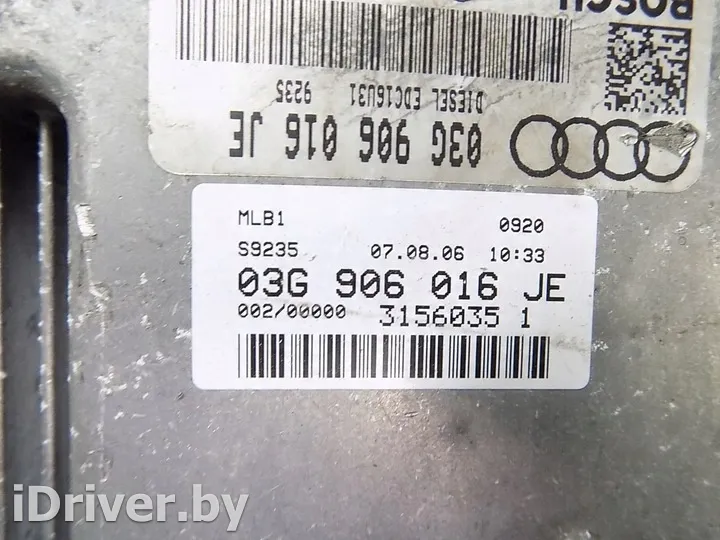 BOSCH
DIESEL EDC16U31 9235
03G 906 016 JE
MLB1 0920
S9235 07.08.06 10:33
03G 906 016 JE
002/00000 3156035 1
iDriver.by